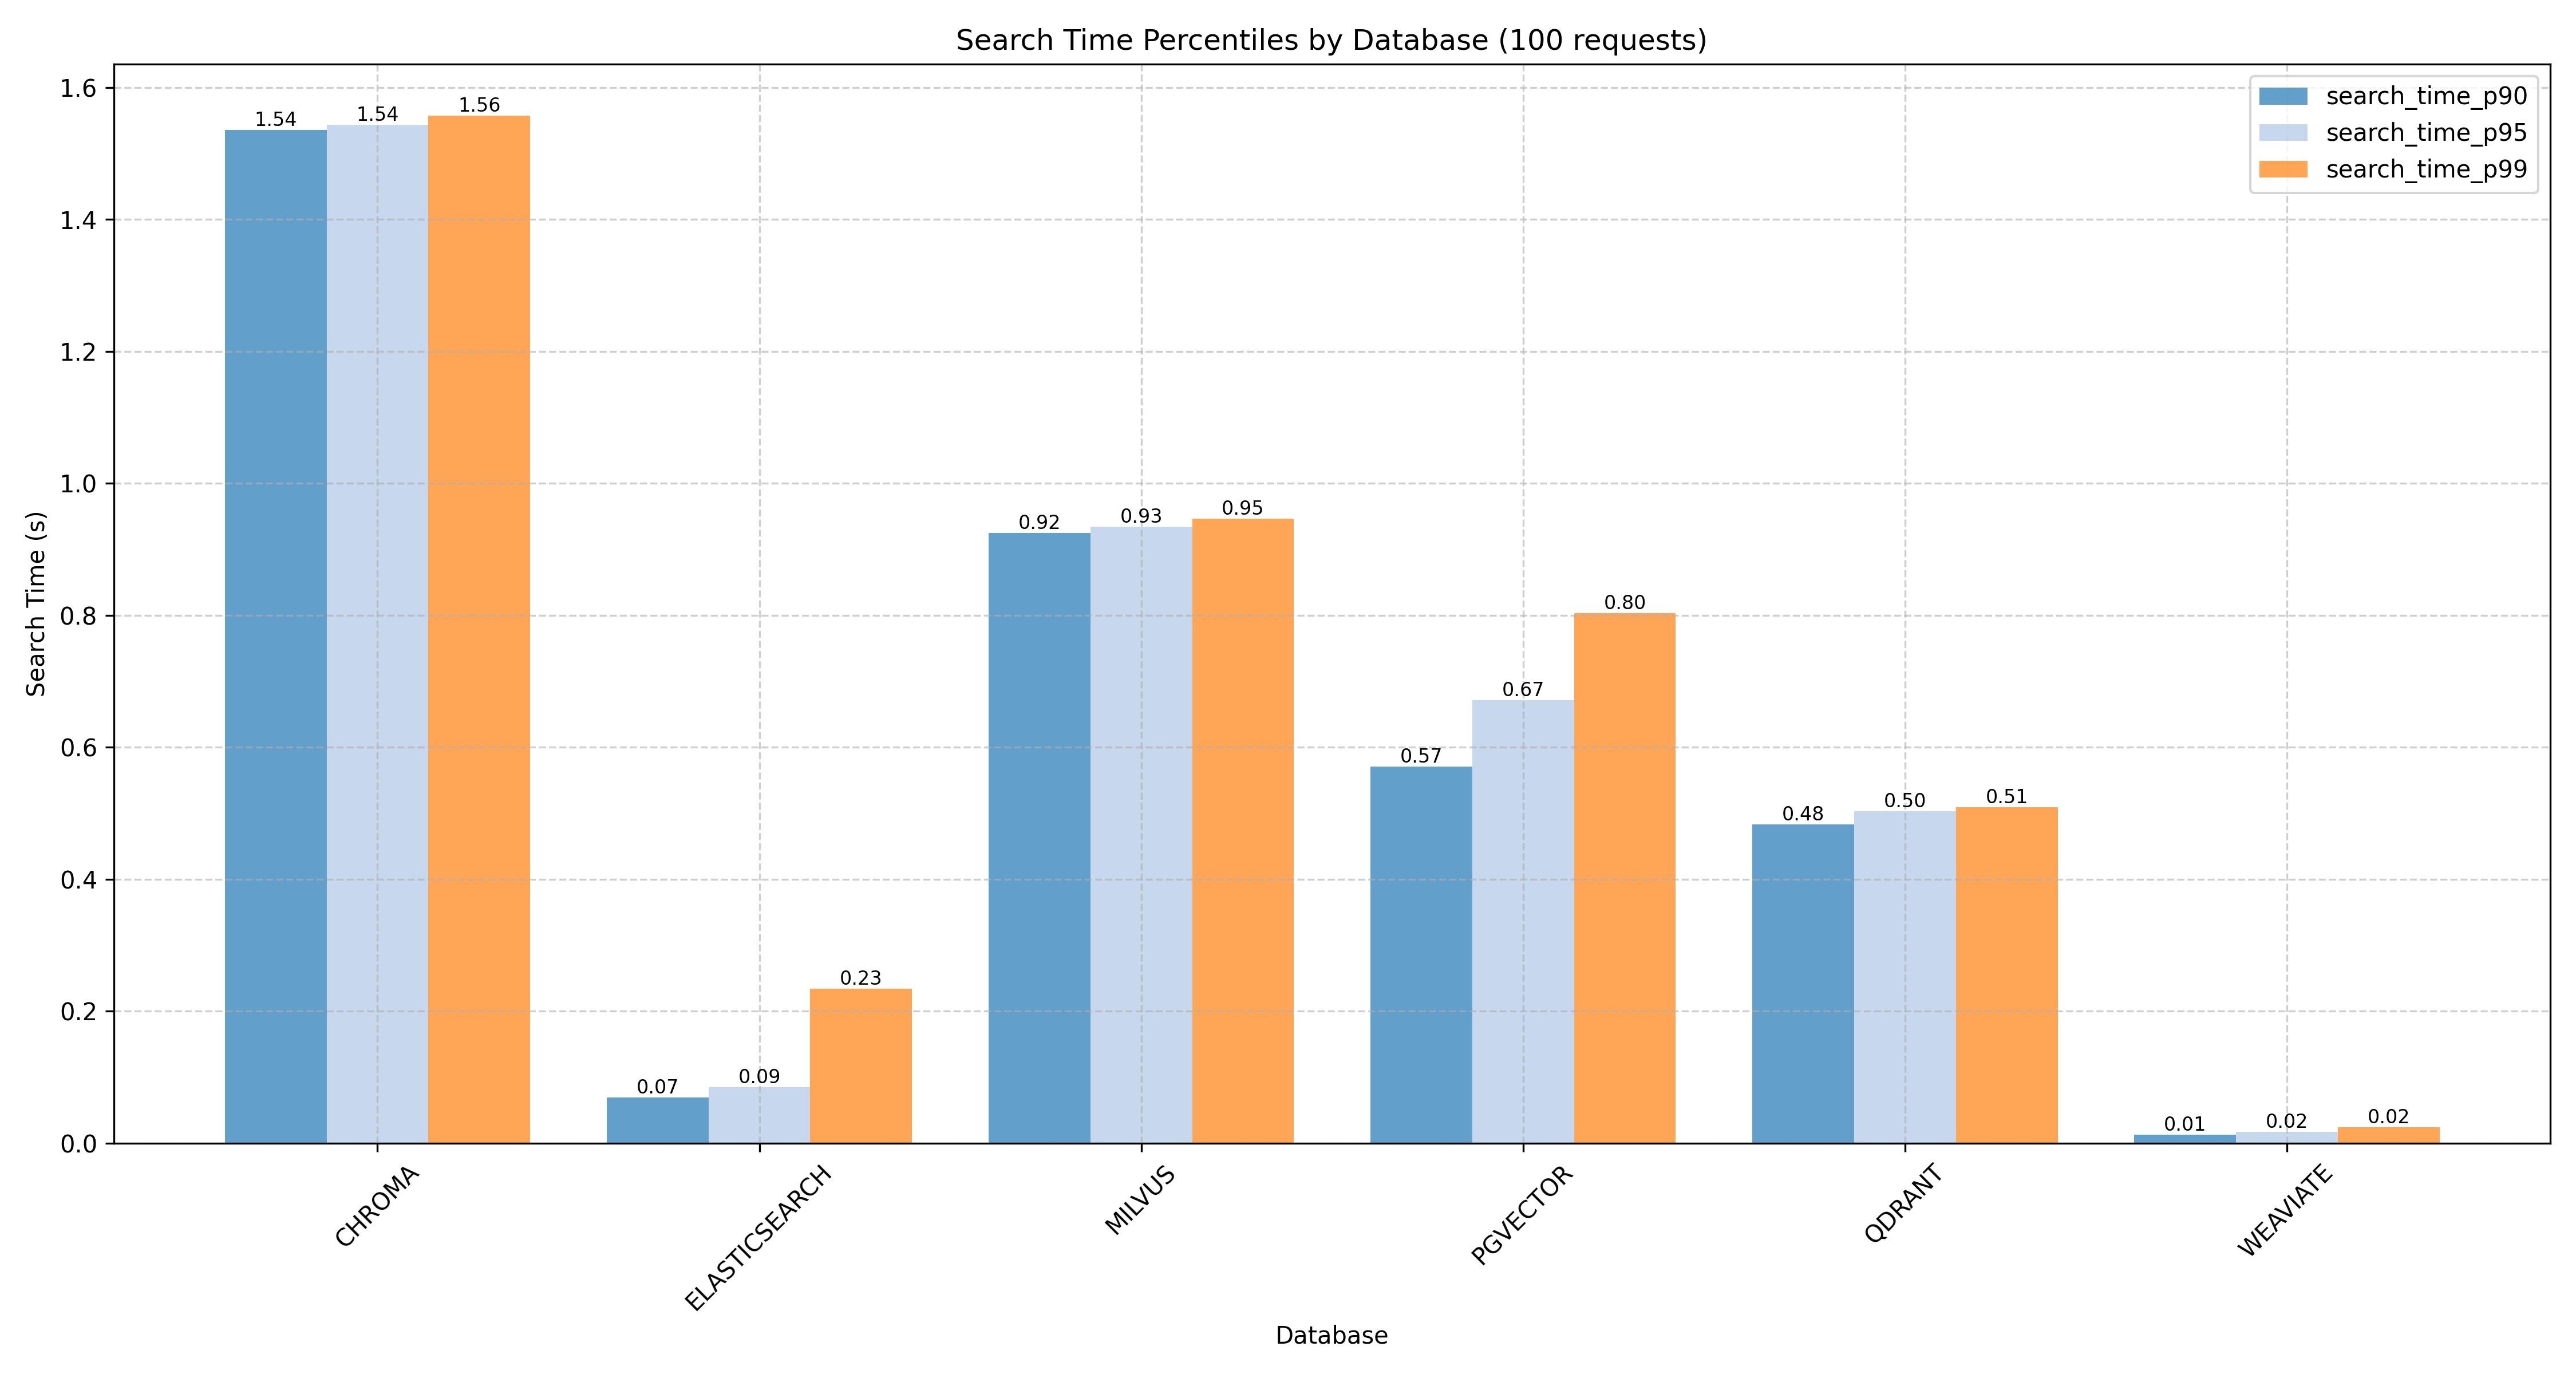 Search Time Percentiles by Database (100 requests)
search_time_p90
search_time_p95
search_time_p99
Search Time (s)
1.6
1.4
1.2
1.0
0.8
0.6
0.4
0.2
0.0
1.54 1.54 1.56
0.07 0.09 0.23
0.92 0.93 0.95
0.57 0.67 0.80
0.48 0.50 0.51
0.01 0.02 0.02
CHROMA
ELASTICSEARCH
MILVUS
PGVECTOR
QDRANT
WEAVIATE
Database